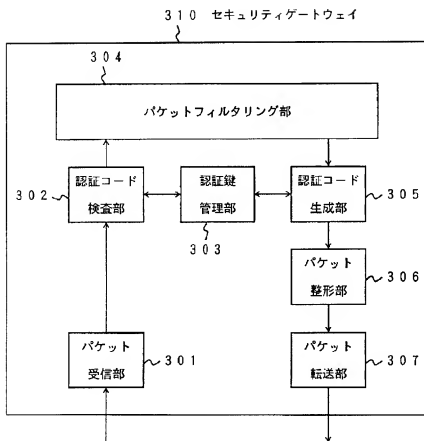 310 セキュリティゲートウェイ
304
パケットフィルタリング部
302
認証コード
検査部
認証鍵
管理部
303
認証コード
生成部
305
パケット
整形部
306
パケット
受信部
301
パケット
転送部
307